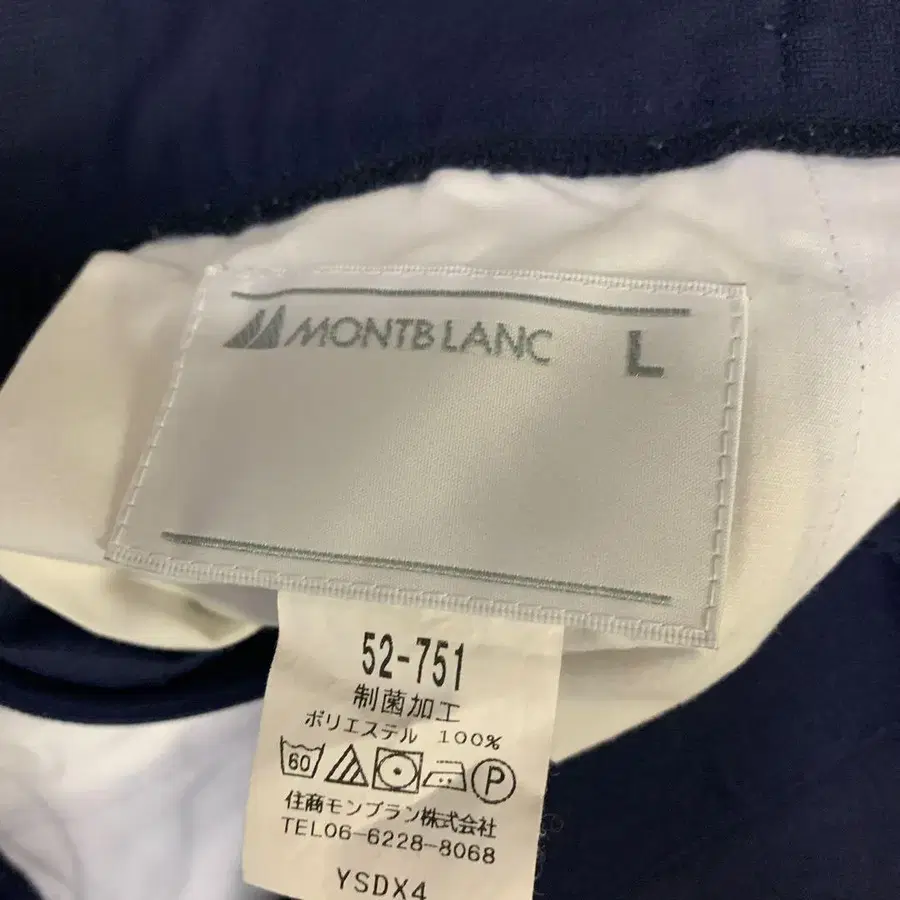 MONTBLANC L
52-751
制菌加工
ポリエステル 100%
60 P
住商モンブラン株式会社
TEL06-6228-8068
YSDX4